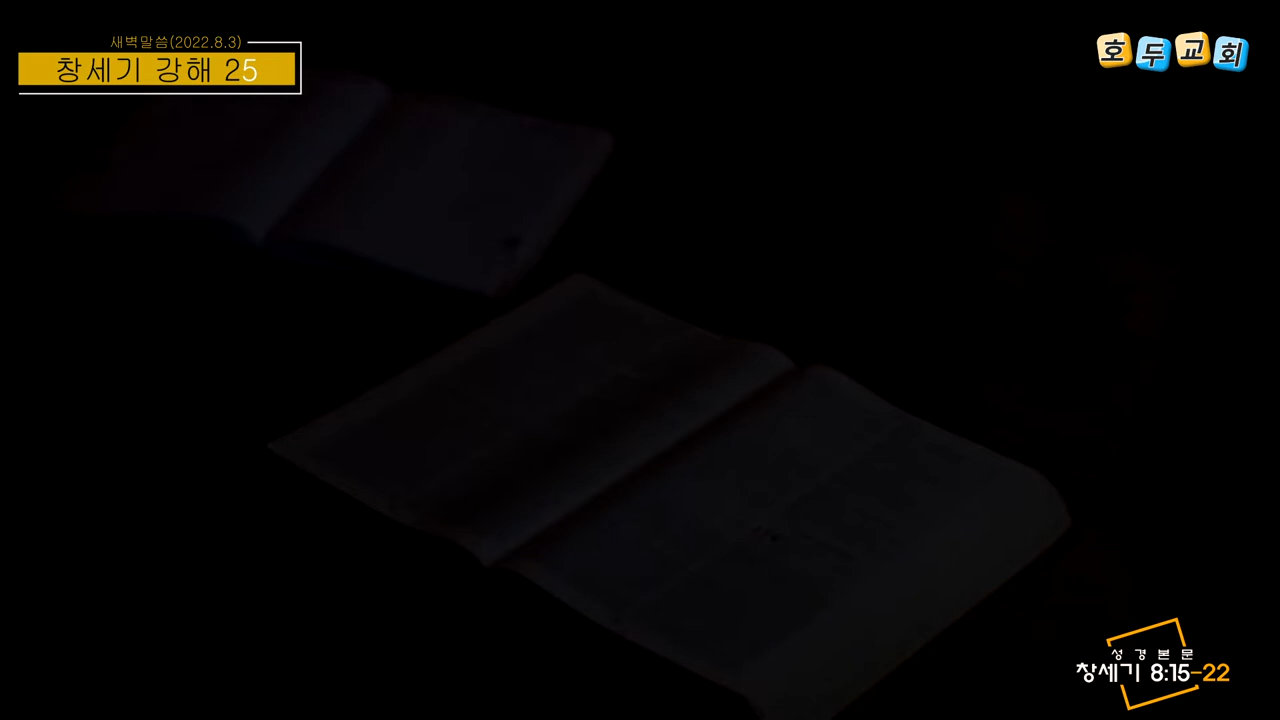 새벽말씀(2022.8.3)
창세기 강해 25
호두교회
성경본문
창세기 8:15-22